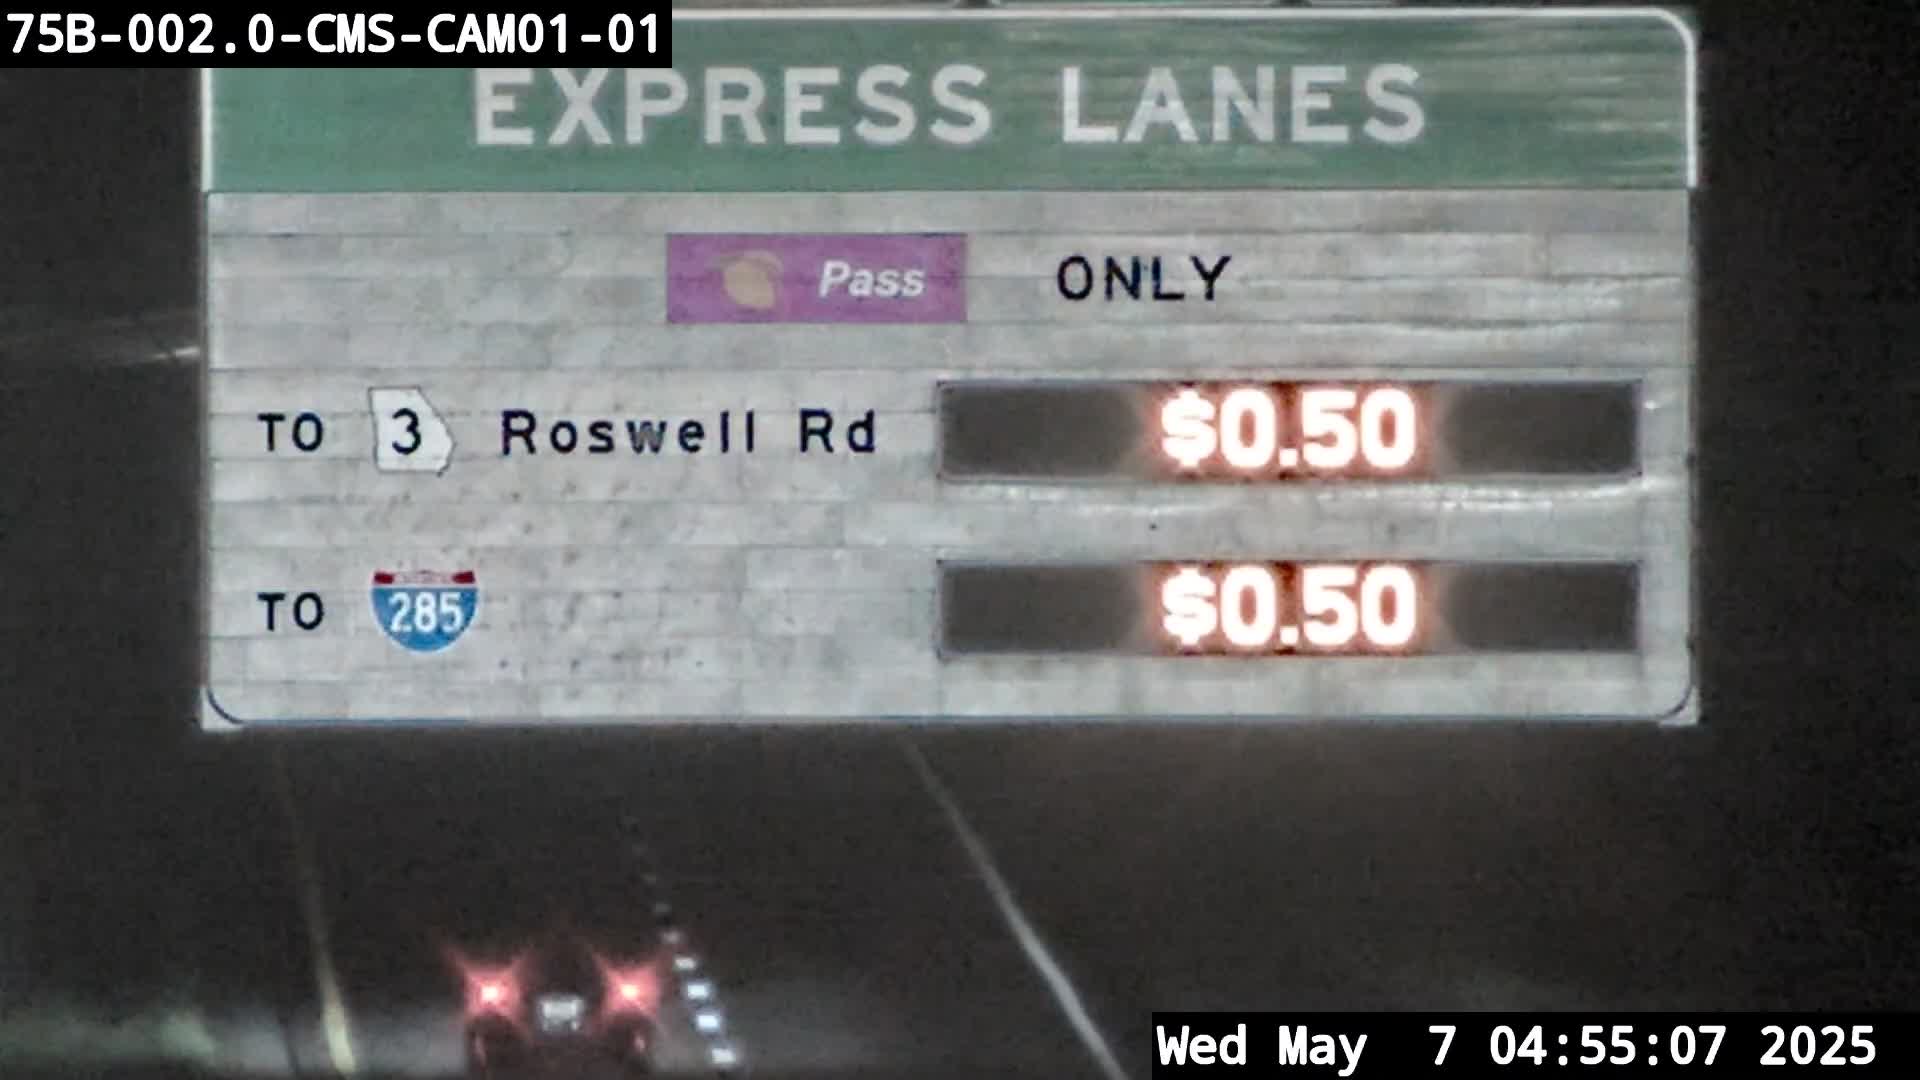 75B-002.0-CMS-CAM01-01
EXPRESS LANES
Pass ONLY
TO 3 Roswell Rd $0.50
TO 285 $0.50
Wed May 7 04:55:07 2025